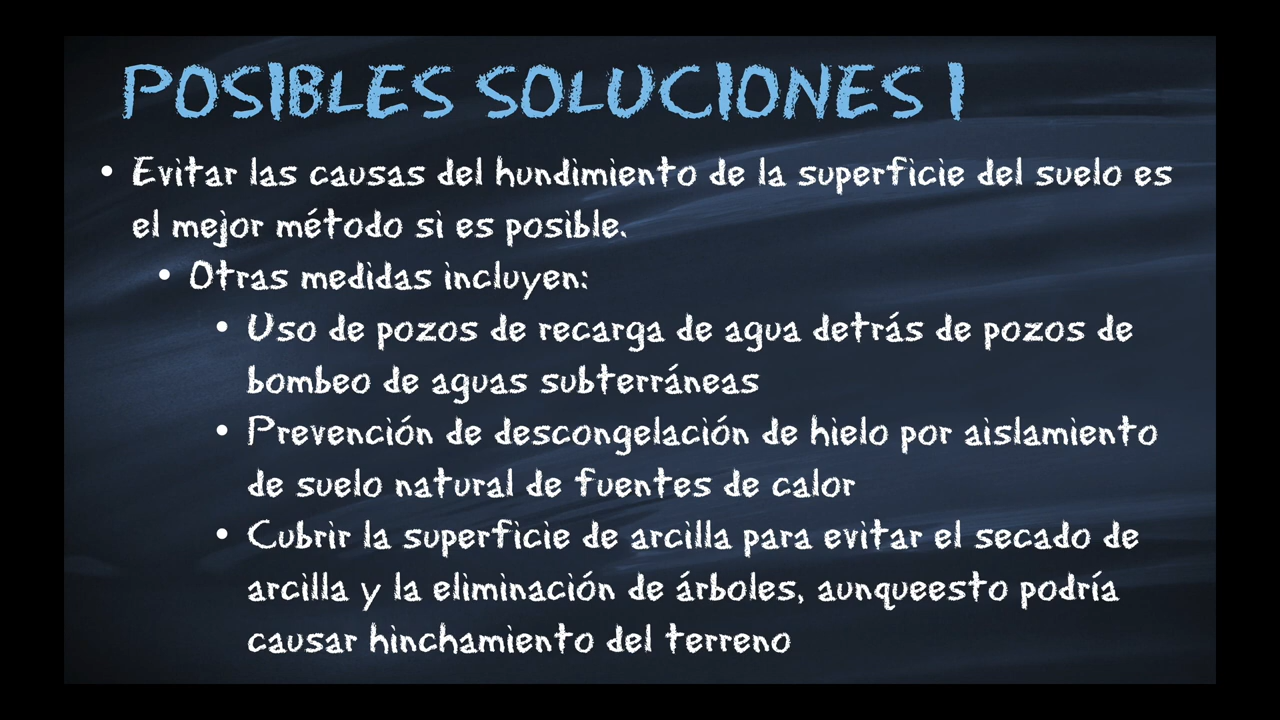 POSIBLES SOLUCIONES I
• Evitar las causas del hundimiento de la superficie del suelo es
el mejor método si es posible.
• Otras medidas incluyen:
• Uso de pozos de recarga de agua detrás de pozos de
bombeo de aguas subterráneas
• Prevención de descongelación de hielo por aislamiento
de suelo natural de fuentes de calor
• Cubrir la superficie de arcilla para evitar el secado de
arcilla y la eliminación de árboles, aunqueesto podría
causar hinchamiento del terreno